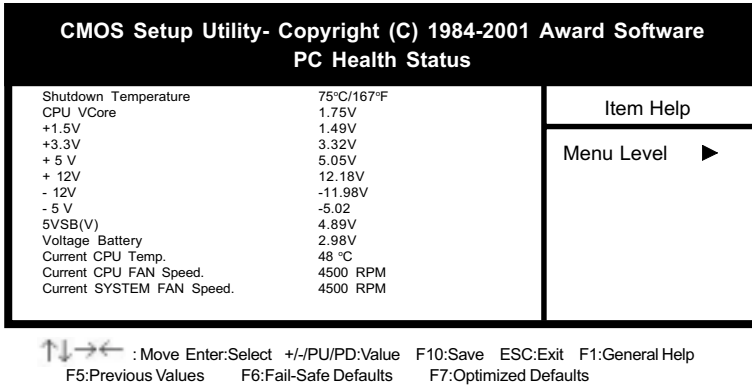 CMOS Setup Utility- Copyright (C) 1984-2001 Award Software
PC Health Status
Shutdown Temperature 75°C/167°F
CPU VCore 1.75V
+1.5V 1.49V
+3.3V 3.32V
+ 5 V 5.05V
+ 12V 12.18V
- 12V -11.98V
- 5 V -5.02
5VSB(V) 4.89V
Voltage Battery 2.98V
Current CPU Temp. 48 °C
Current CPU FAN Speed. 4500 RPM
Current SYSTEM FAN Speed. 4500 RPM
Item Help
Menu Level ▶
↑↓→← : Move Enter:Select +/-/PU/PD:Value F10:Save ESC:Exit F1:General Help
F5:Previous Values F6:Fail-Safe Defaults F7:Optimized Defaults